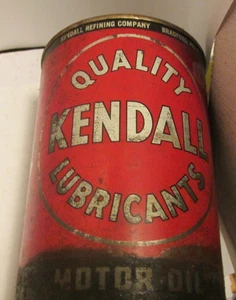 KENDALL REFINING COMPANY
QUALITY
KENDALL
LUBRICANTS
MOTOR OIL